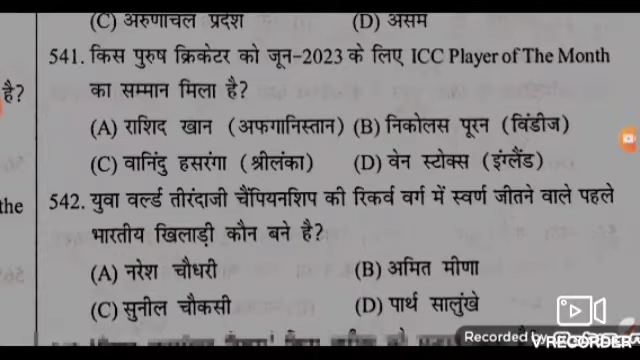 (C) अरुणाचल प्रदेश (D) असम
541. किस पुरुष क्रिकेटर को जून-2023 के लिए ICC Player of The Month
है? का सम्मान मिला है?
(A) राशिद खान (अफगानिस्तान) (B) निकोलस पूरन (विंडीज)
(C) वानिंदु हसरंगा (श्रीलंका) (D) वेन स्टोक्स (इंग्लैंड)
the 542. युवा वर्ल्ड तीरंदाजी चैंपियनशिप की रिकर्व वर्ग में स्वर्ण जीतने वाले पहले
भारतीय खिलाड़ी कौन बने है?
(A) नरेश चौधरी (B) अमित मीणा
(C) सुनील चौकसी (D) पार्थ सालुंखे
Recorded by
V RECORDER